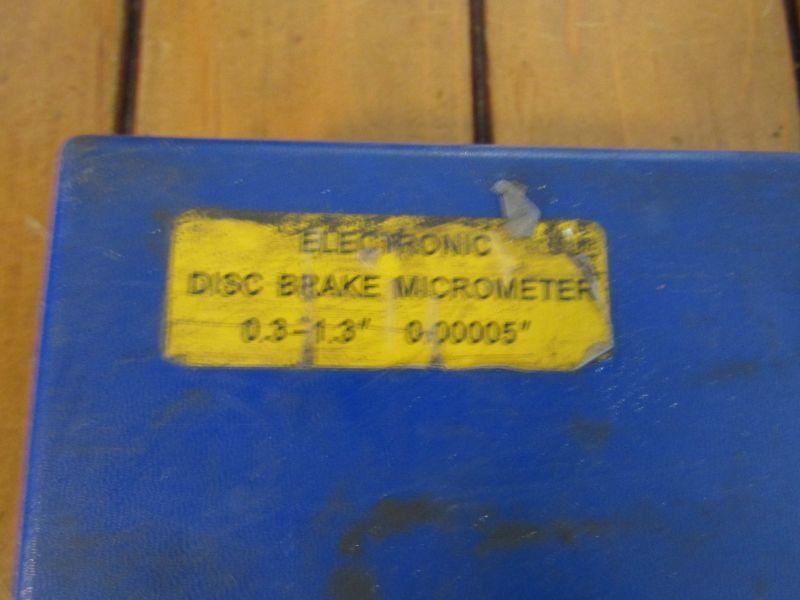 ELECTRONIC
DISC BRAKE MICROMETER
0.3-1.3" 0.00005"